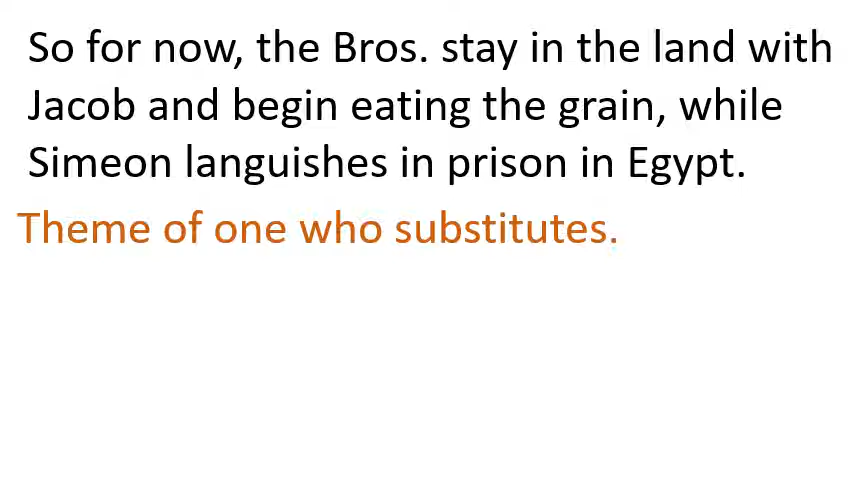 So for now, the Bros. stay in the land with
Jacob and begin eating the grain, while
Simeon languishes in prison in Egypt.
Theme of one who substitutes.